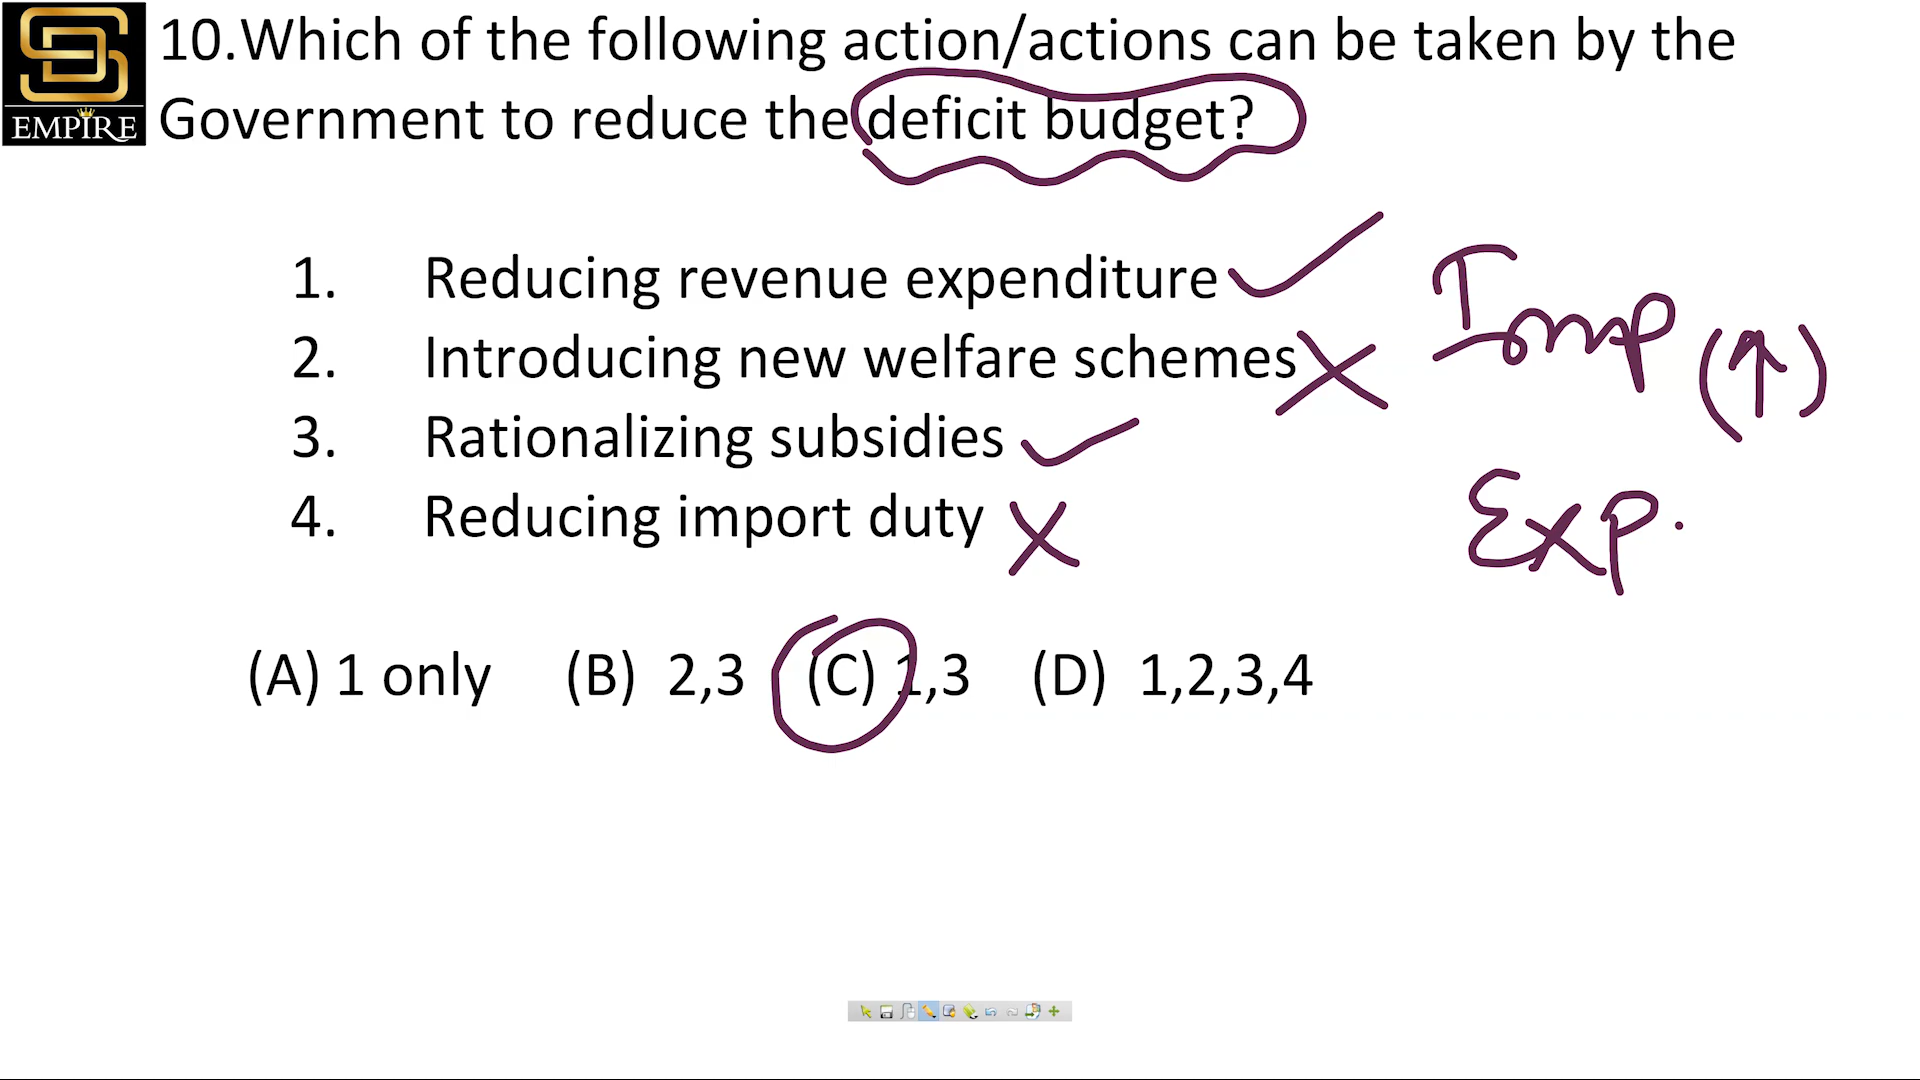 SD
EMPIRE
10.Which of the following action/actions can be taken by the
Government to reduce the deficit budget?
1. Reducing revenue expenditure
2. Introducing new welfare schemes
3. Rationalizing subsidies
4. Reducing import duty
Imp (↑)
Exp.
(A) 1 only (B) 2,3 (C) 1,3 (D) 1,2,3,4